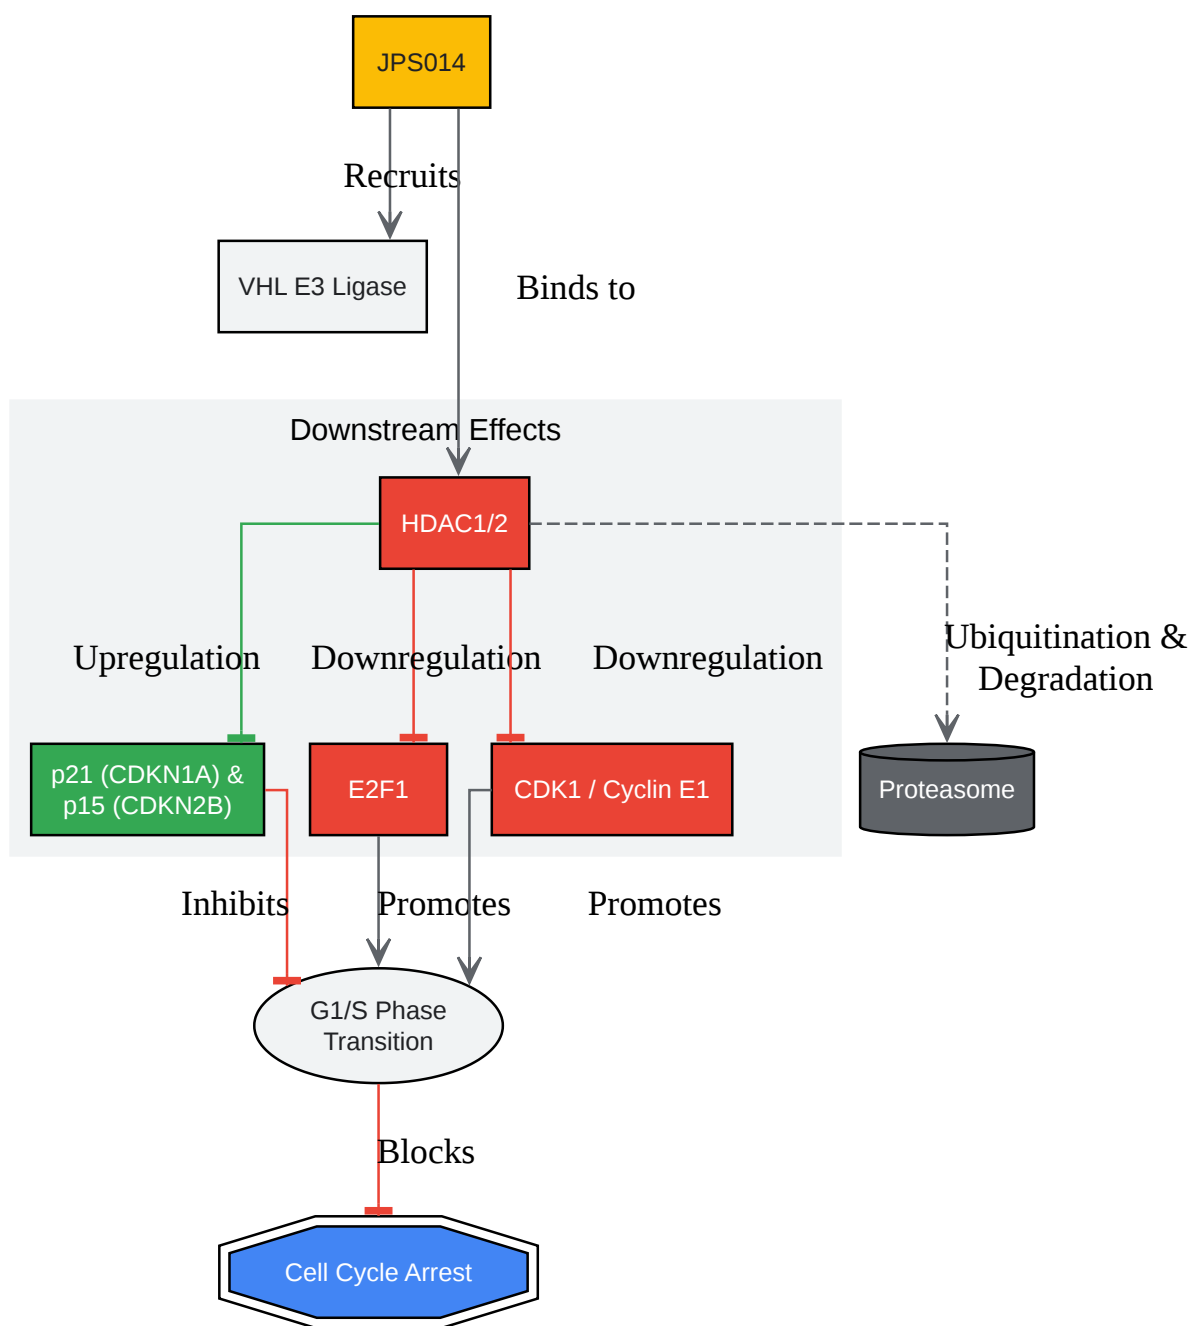 JPS014
Recruits
VHL E3 Ligase
Binds to
Downstream Effects
HDAC1/2
Upregulation
Downregulation
Downregulation
Ubiquitination &
Degradation
p21 (CDKN1A) &
p15 (CDKN2B)
E2F1
CDK1 / Cyclin E1
Proteasome
Inhibits
Promotes
Promotes
G1/S Phase
Transition
Blocks
Cell Cycle Arrest